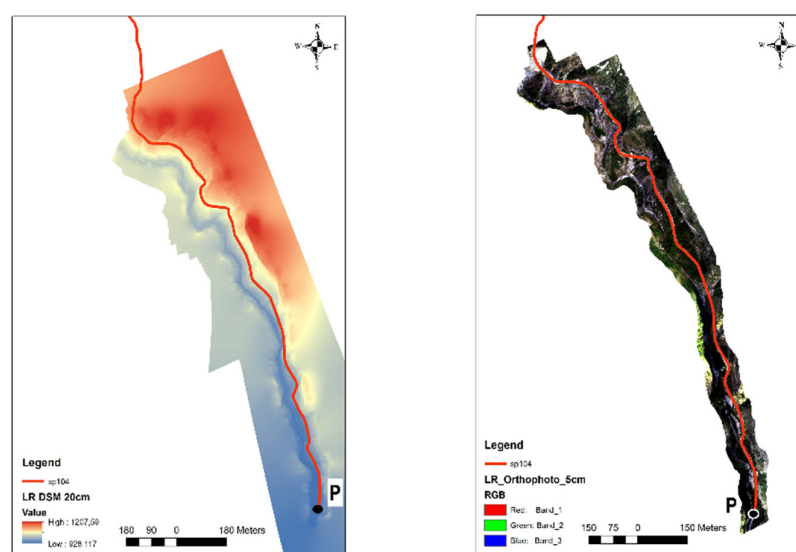 N
W E
S
P
Legend
sp104
LR DSM 20cm
Value
High : 1207,59
Low : 928,117
180 90 0 180 Meters
N
W E
S
P
Legend
sp104
LR_Orthophoto_5cm
RGB
Red: Band_1
Green: Band_2
Blue: Band_3
150 75 0 150 Meters